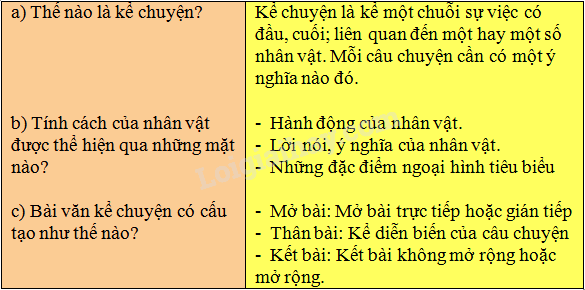 a) Thế nào là kể chuyện?
Kể chuyện là kể một chuỗi sự việc có
đầu, cuối; liên quan đến một hay một số
nhân vật. Mỗi câu chuyện cần có một ý
nghĩa nào đó.
b) Tính cách của nhân vật
được thể hiện qua những mặt
nào?
- Hành động của nhân vật.
- Lời nói, ý nghĩa của nhân vật.
- Những đặc điểm ngoại hình tiêu biểu
c) Bài văn kể chuyện có cấu
tạo như thế nào?
- Mở bài: Mở bài trực tiếp hoặc gián tiếp
- Thân bài: Kể diễn biến của câu chuyện
- Kết bài: Kết bài không mở rộng hoặc
mở rộng.